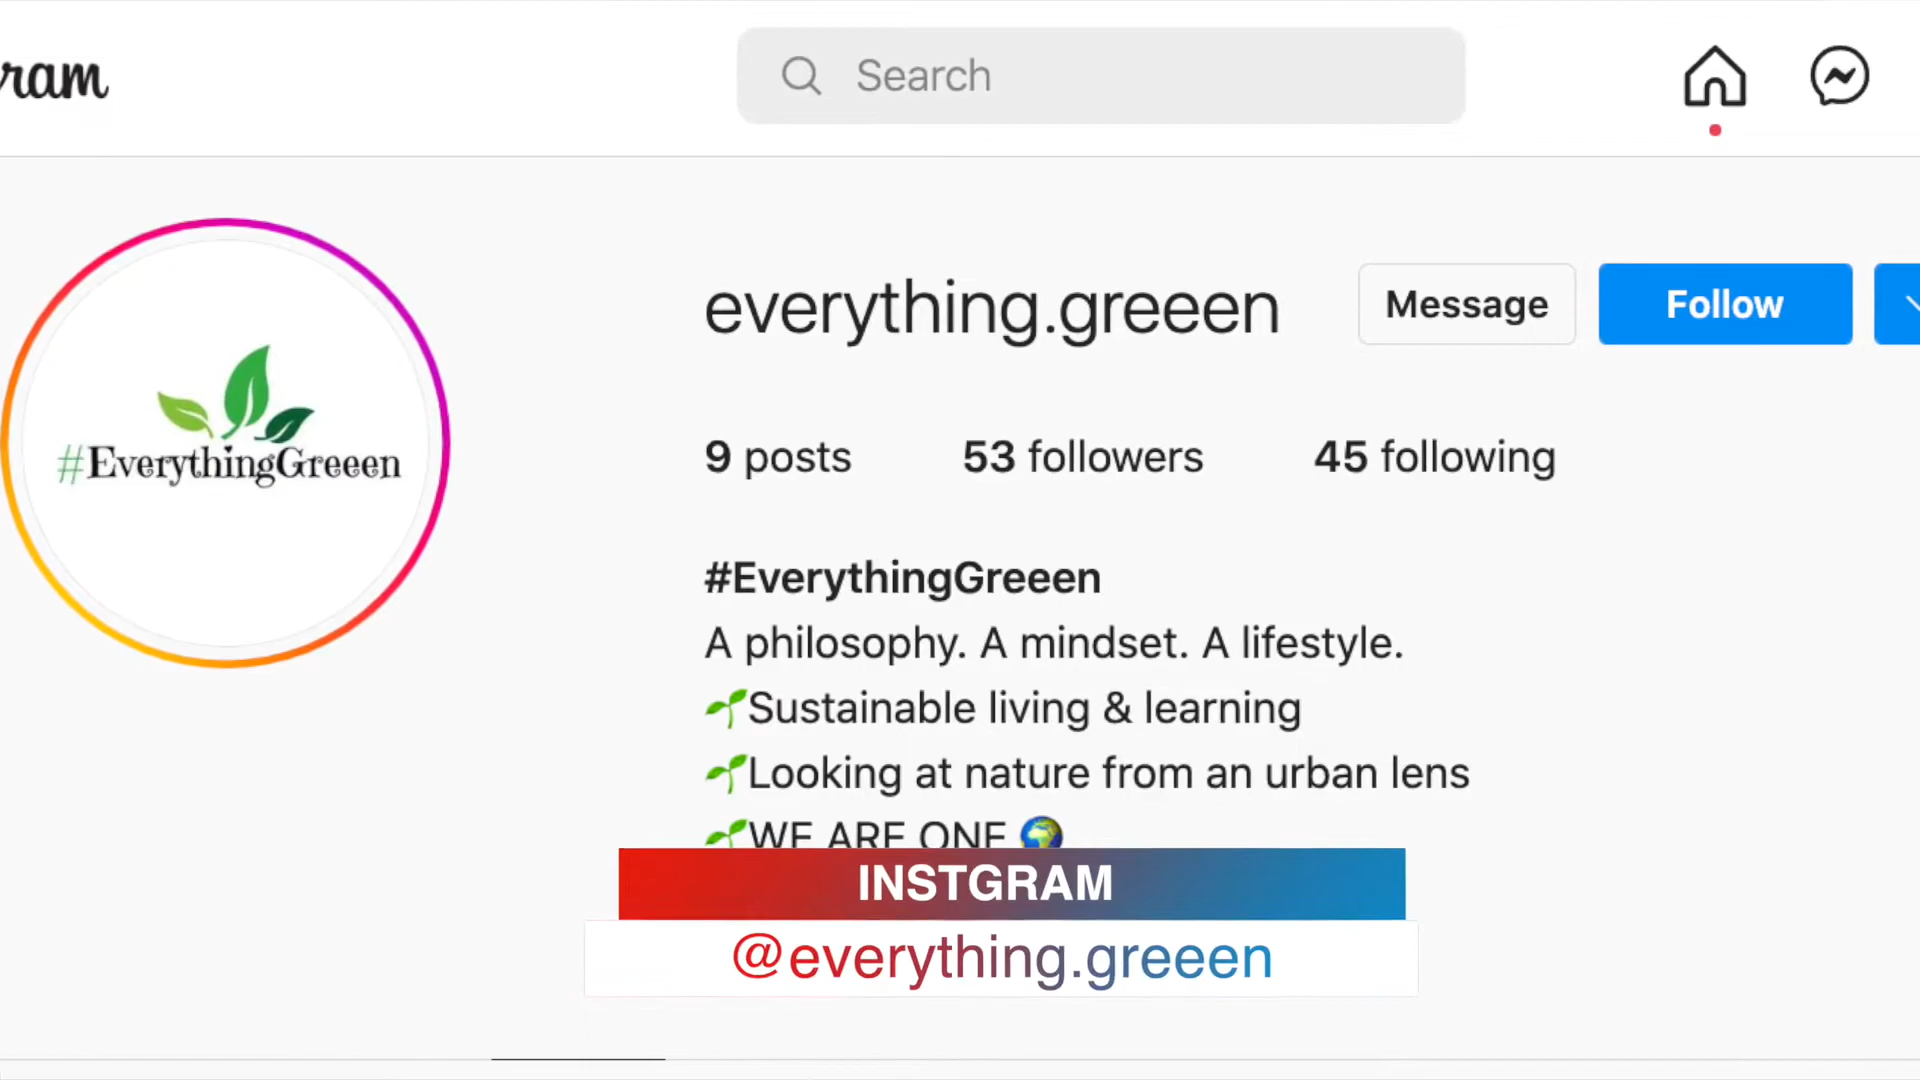 ram
Search
everything.greeen
Message
Follow
9 posts
53 followers
45 following
#EverythingGreeen
#EverythingGreeen
A philosophy. A mindset. A lifestyle.
🌱Sustainable living & learning
🌱Looking at nature from an urban lens
🌱WE ARE ONE 🌍
INSTGRAM
@everything.greeen